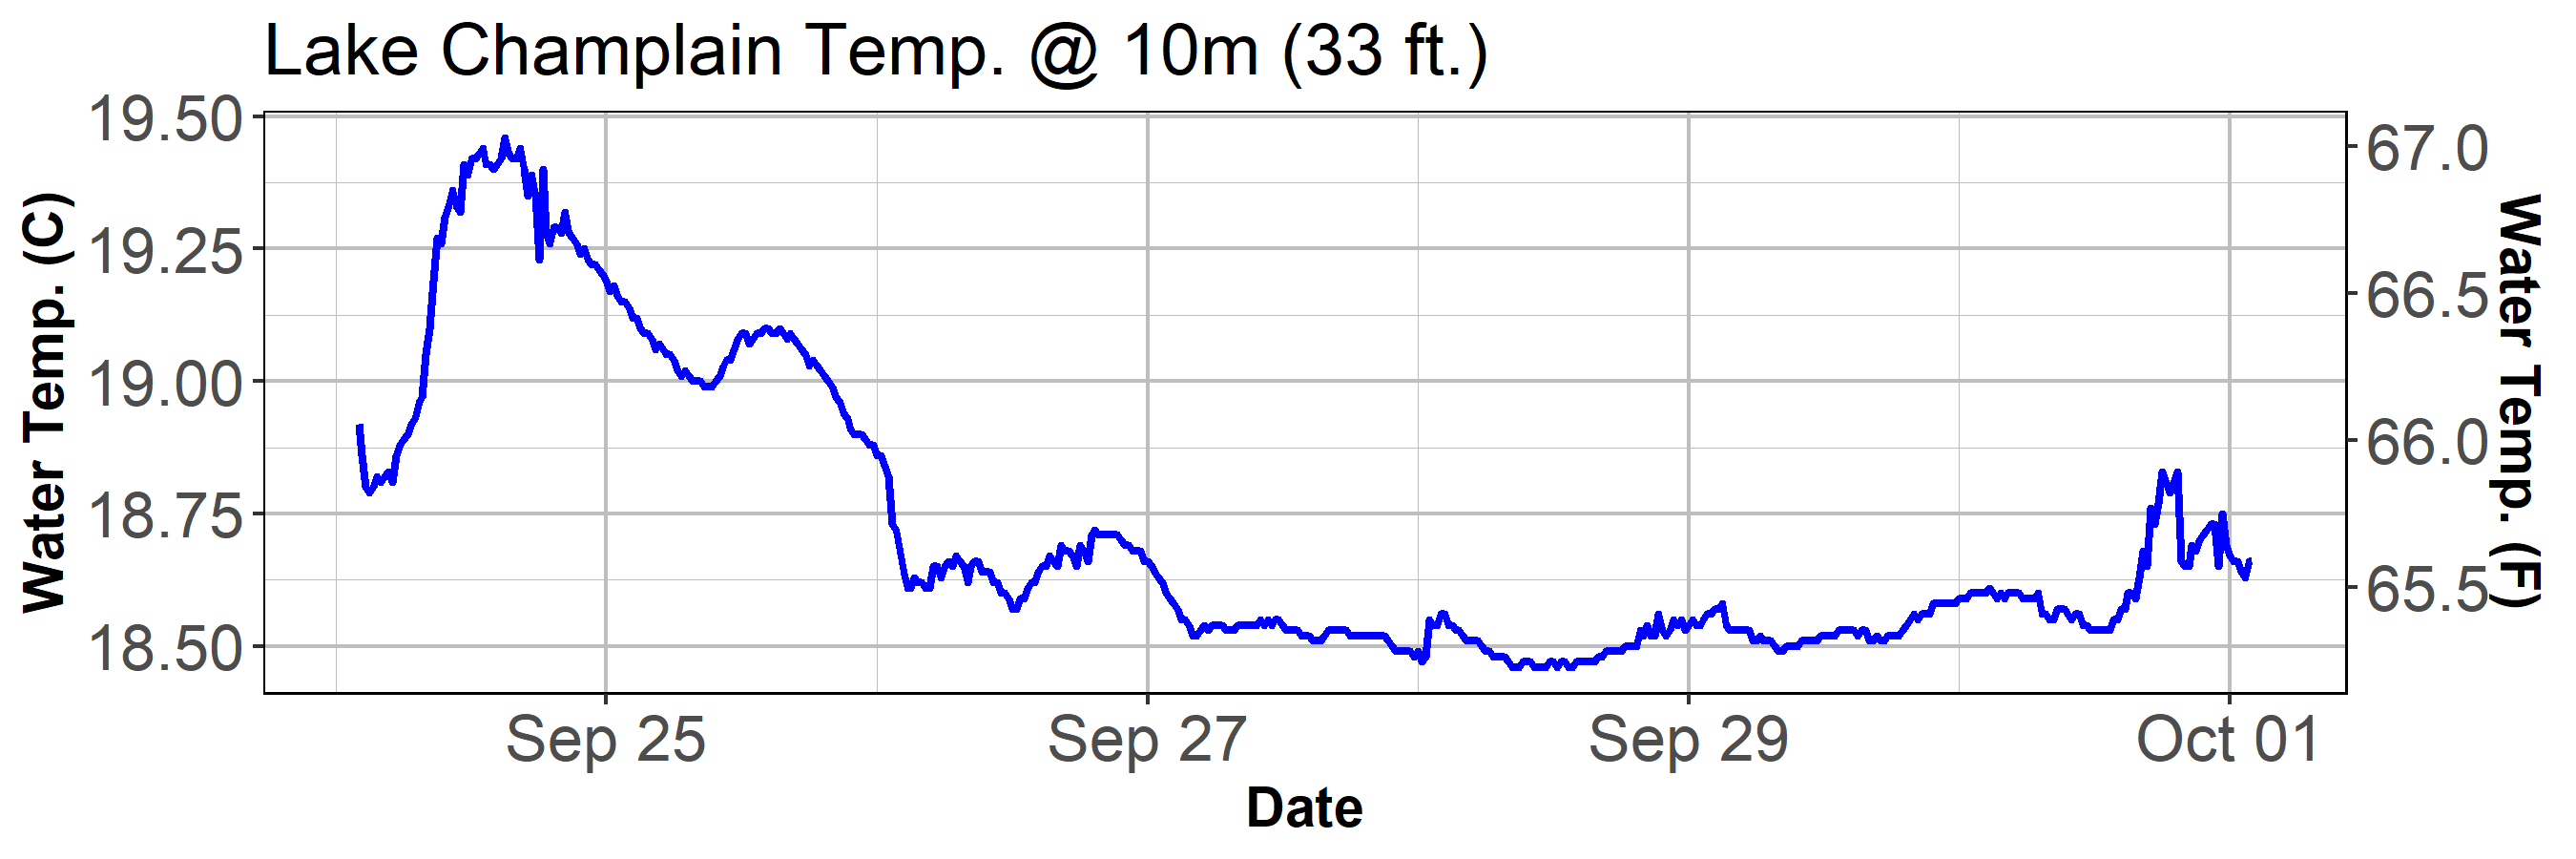 Lake Champlain Temp. @ 10m (33 ft.)
Water Temp. (C)
19.50
19.25
19.00
18.75
18.50
67.0
66.5
66.0
65.5
Water Temp. (F)
Sep 25
Sep 27
Sep 29
Oct 01
Date